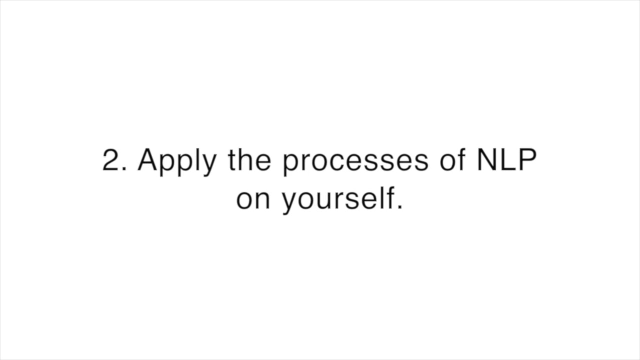 2. Apply the processes of NLP
on yourself.